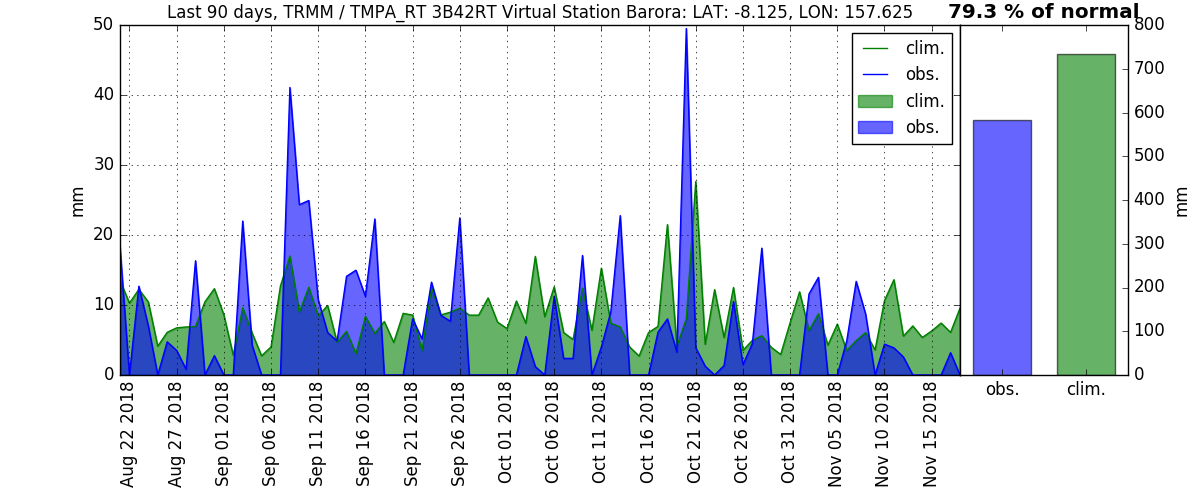 Last 90 days, TRMM / TMPA_RT 3B42RT Virtual Station Barora: LAT: -8.125, LON: 157.625
79.3 % of normal
50
40
30
20
10
0
mm
clim.
obs.
clim.
obs.
800
700
600
500
400
300
200
100
0
mm
obs.
clim.
Aug 22 2018
Aug 27 2018
Sep 01 2018
Sep 06 2018
Sep 11 2018
Sep 16 2018
Sep 21 2018
Sep 26 2018
Oct 01 2018
Oct 06 2018
Oct 11 2018
Oct 16 2018
Oct 21 2018
Oct 26 2018
Oct 31 2018
Nov 05 2018
Nov 10 2018
Nov 15 2018